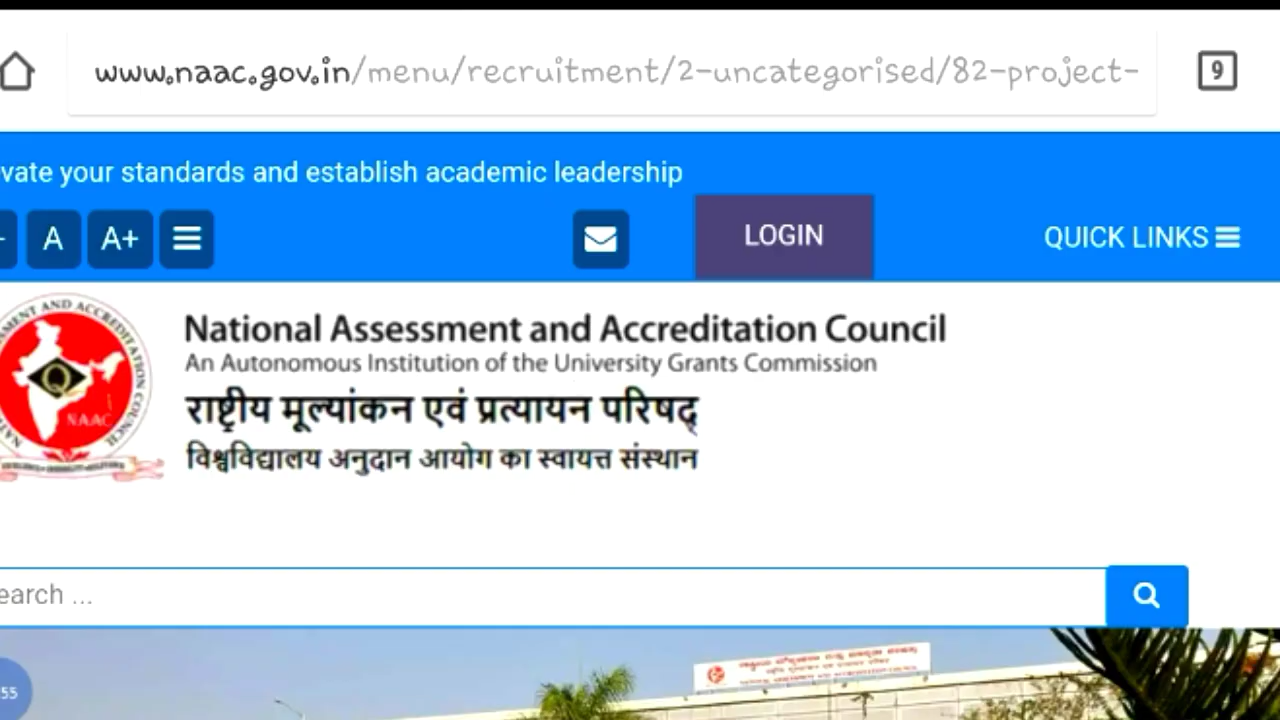 www.naac.gov.in/menu/recruitment/2-uncategorised/82-project-
9
vate your standards and establish academic leadership
A A+ LOGIN QUICK LINKS
National Assessment and Accreditation Council
An Autonomous Institution of the University Grants Commission
राष्ट्रीय मूल्यांकन एवं प्रत्यायन परिषद्
विश्वविद्यालय अनुदान आयोग का स्वायत्त संस्थान
NAAC
earch ...
55